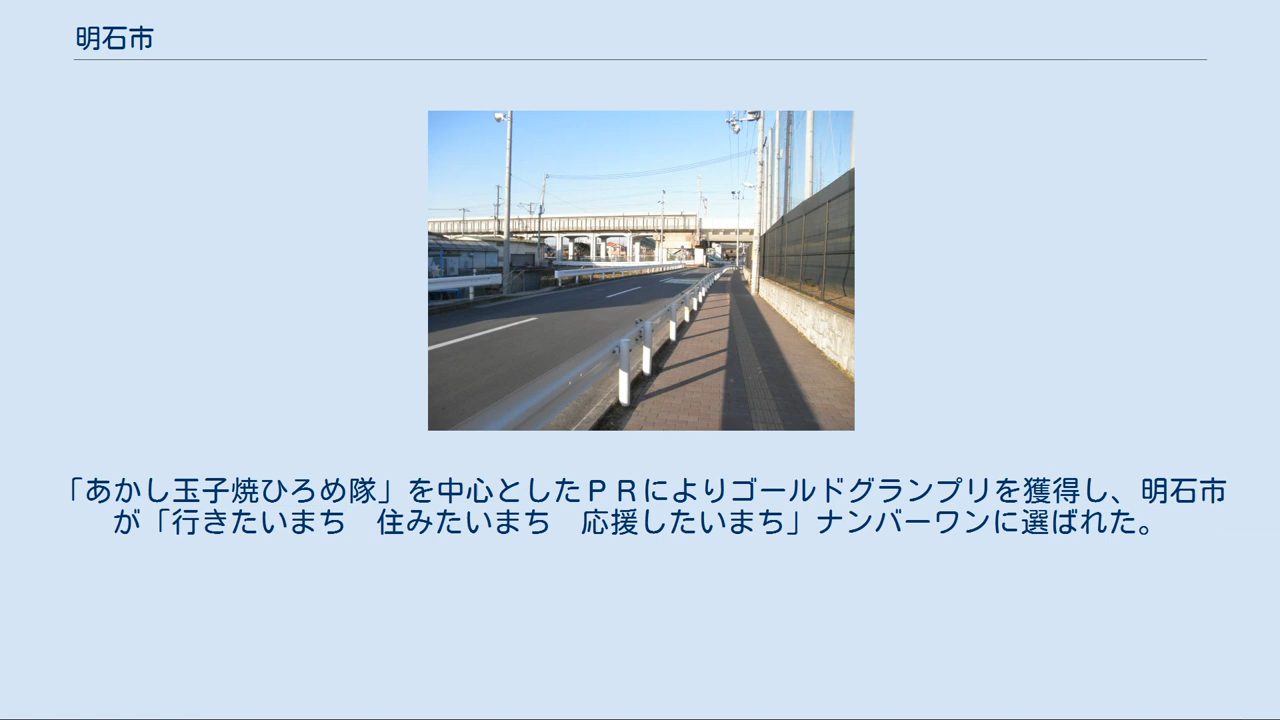 明石市
「あかし玉子焼ひろめ隊」を中心としたＰＲによりゴールドグランプリを獲得し、明石市
が「行きたいまち　住みたいまち　応援したいまち」ナンバーワンに選ばれた。